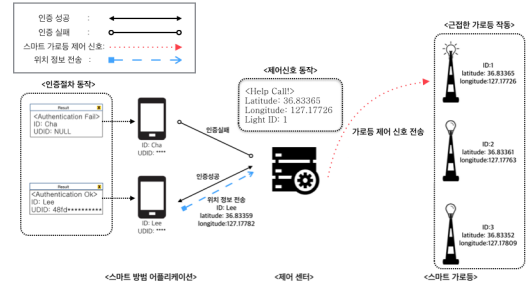 인증 성공 :
인증 실패 :
스마트 가로등 제어 신호:
위치 정보 전송 :
<인증절차 동작>
Result X
<Authentication Fail>
ID: Cha
UDID: NULL
Result X
<Authentication Ok>
ID: Lee
UDID: 48fd**********
ID: Cha
UDID: ****
ID: Lee
UDID: ****
인증실패
인증성공
위치 정보 전송
ID: Lee
latitude: 36.83359
longitude:127.17782
<제어신호 동작>
<Help Call!>
Latitude: 36.83365
Longitude: 127.17726
Light ID: 1
가로등 제어 신호 전송
<근접한 가로등 동작>
ID:1
latitude: 36.83365
longitude:127.17726
ID:2
latitude: 36.83361
longitude:127.17763
ID:3
latitude: 36.83352
longitude:127.17809
<스마트 방범 어플리케이션>
<제어 센터>
<스마트 가로등>